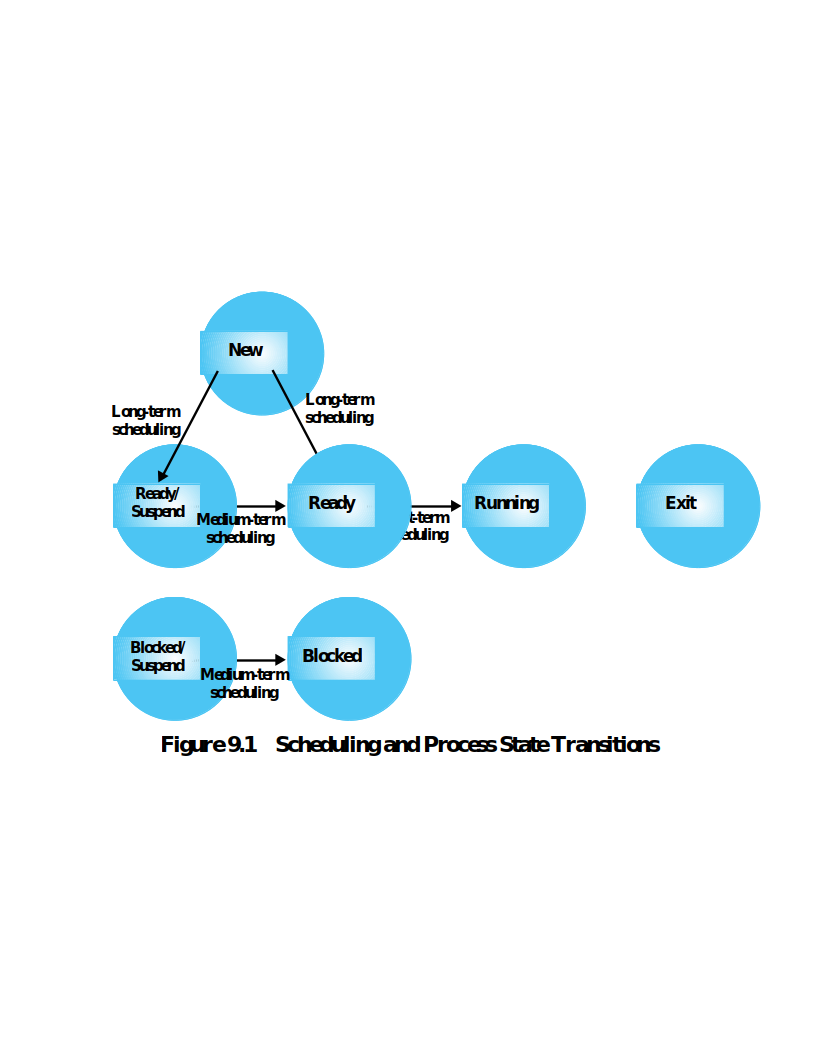 New
Long-term
scheduling
Long-term
scheduling
Ready/
Suspend
Medium-term
scheduling
Ready
t-term
eduling
Running
Exit
Blocked/
Suspend
Medium-term
scheduling
Blocked
Figure 9.1 Scheduling and Process State Transitions